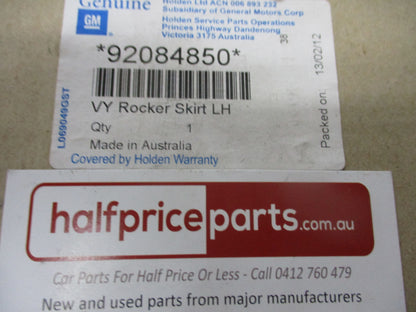 Genuine
Holden Ltd ACN 006 893 232
Subsidiary of General Motors Corp
Holden Service Parts Operations
Princes Highway Dandenong
Victoria 3175 Australia
GM
*92084850*
38
VY Rocker Skirt LH
Qty 1
Made in Australia
Covered by Holden Warranty
L069049GST
Packed on: 13/02/12
halfpriceparts.com.au
Car Parts For Half Price Or Less - Call 0412 760 479
New and used parts from major manufacturers